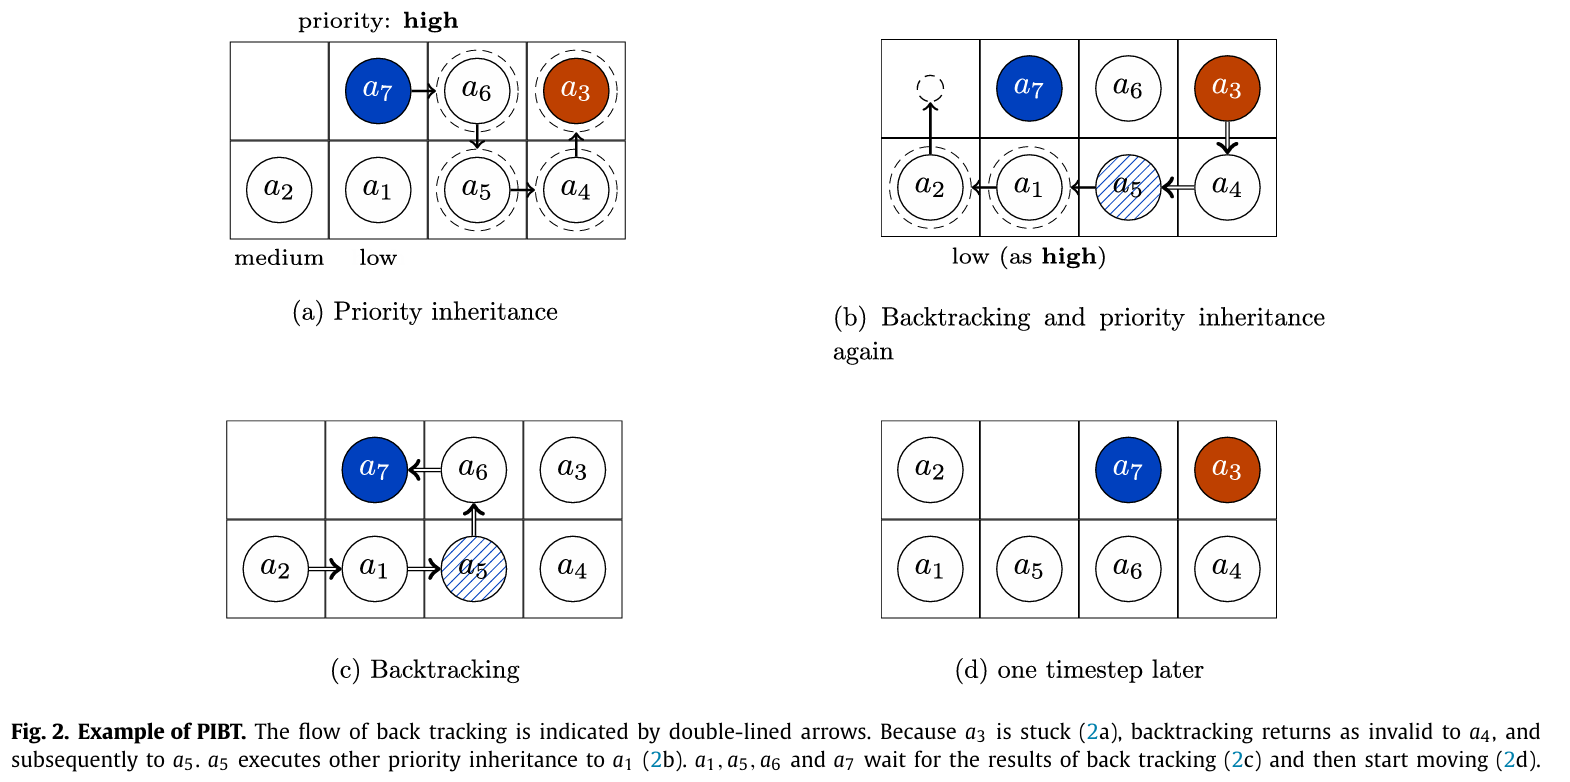 priority: high
a7 a6 a3
a2 a1 a5 a4
medium low
(a) Priority inheritance
a7 a6 a3
a2 a1 a5 a4
low (as high)
(b) Backtracking and priority inheritance
again
a7 a6 a3
a2 a1 a5 a4
(c) Backtracking
a2 a7 a3
a1 a5 a6 a4
(d) one timestep later
Fig. 2. Example of PIBT. The flow of back tracking is indicated by double-lined arrows. Because a3 is stuck (2a), backtracking returns as invalid to a4, and
subsequently to a5. a5 executes other priority inheritance to a1 (2b). a1, a5, a6 and a7 wait for the results of back tracking (2c) and then start moving (2d).